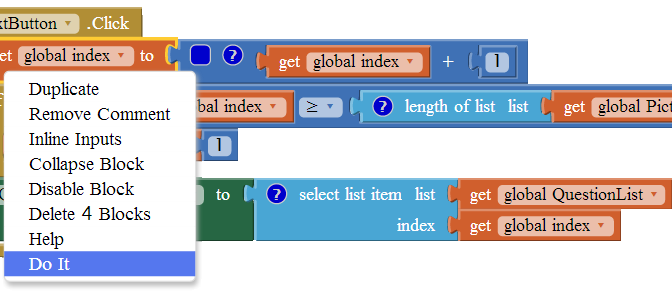 xtButton .Click
et global index to ? get global index + 1
Duplicate
Remove Comment
Inline Inputs
Collapse Block
Disable Block
Delete 4 Blocks
Help
Do It
bal index ≥ ? length of list list get global Pict
1
to ? select list item list get global QuestionList
index get global index